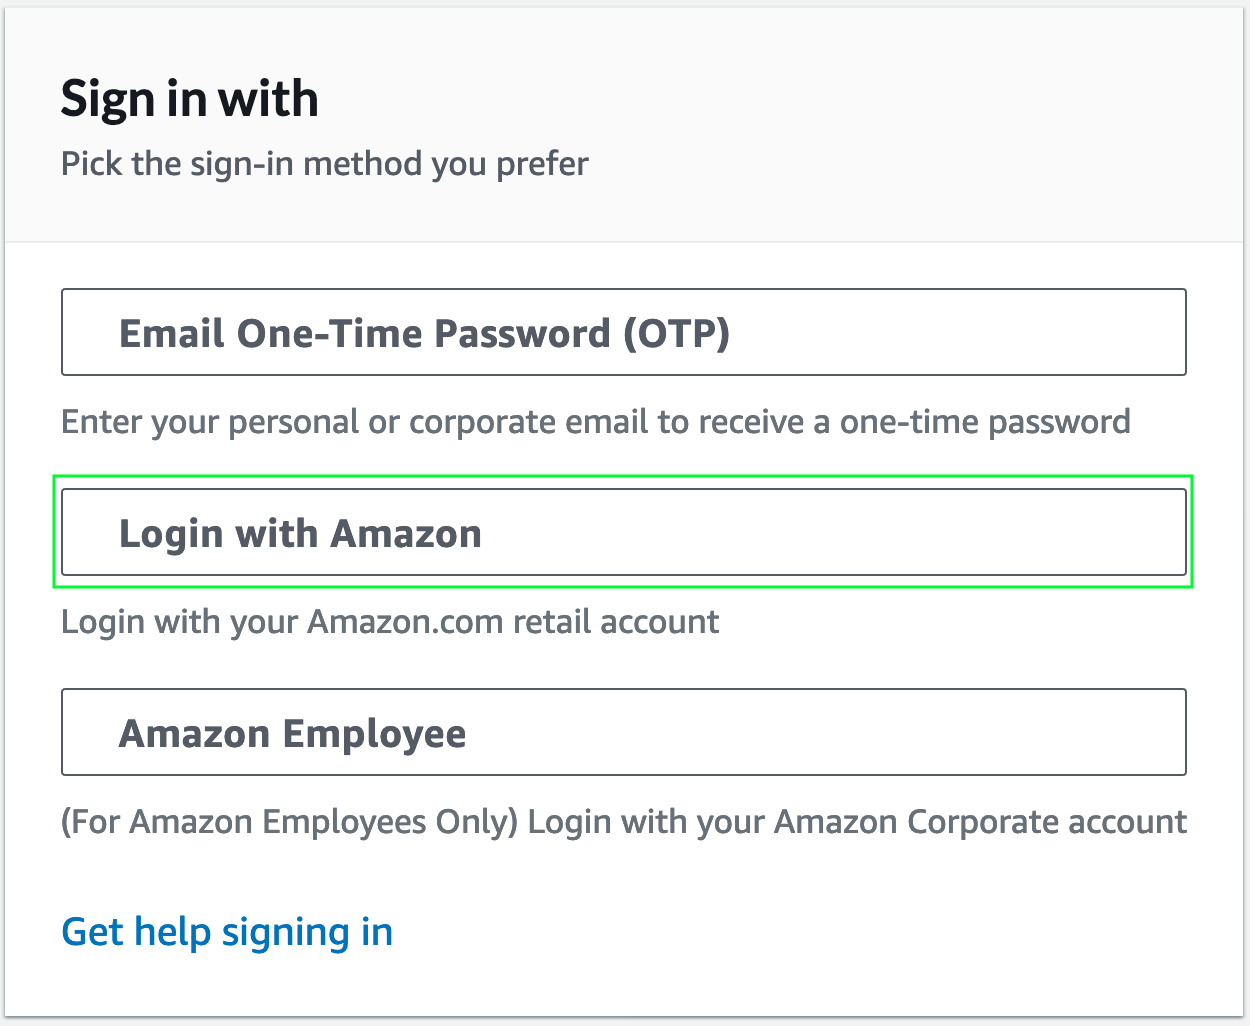 Sign in with
Pick the sign-in method you prefer
Email One-Time Password (OTP)
Enter your personal or corporate email to receive a one-time password
Login with Amazon
Login with your Amazon.com retail account
Amazon Employee
(For Amazon Employees Only) Login with your Amazon Corporate account
Get help signing in